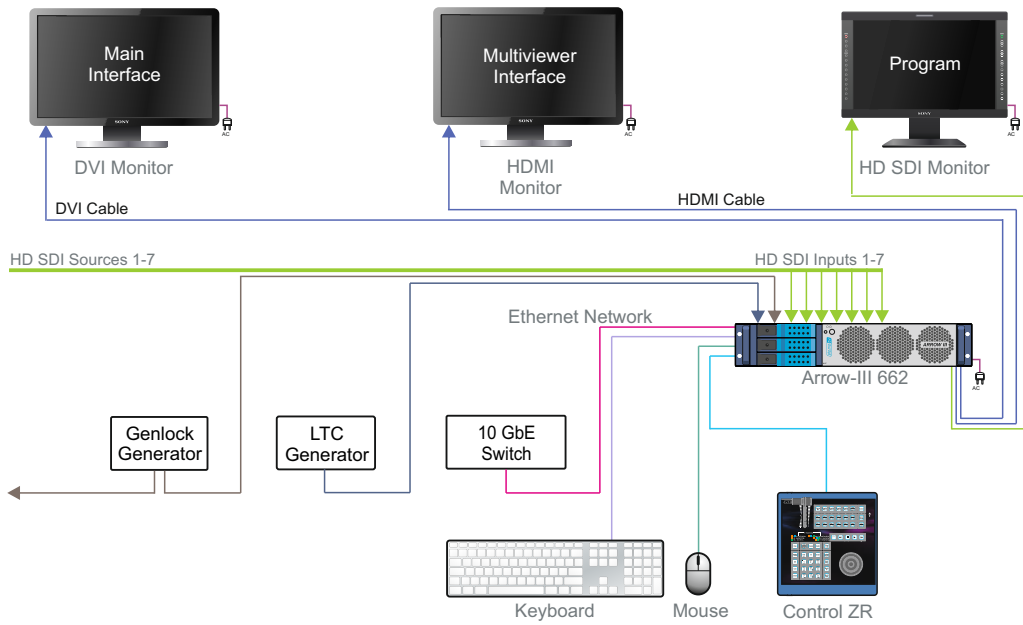 Main
Interface
Multiviewer
Interface
Program
SONY
SONY
SONY
AC
AC
AC
DVI Monitor
HDMI
Monitor
HD SDI Monitor
DVI Cable
HDMI Cable
HD SDI Sources 1-7
HD SDI Inputs 1-7
Ethernet Network
ARROW III
Arrow-III 662
AC
Genlock
Generator
LTC
Generator
10 GbE
Switch
Keyboard
Mouse
Control ZR